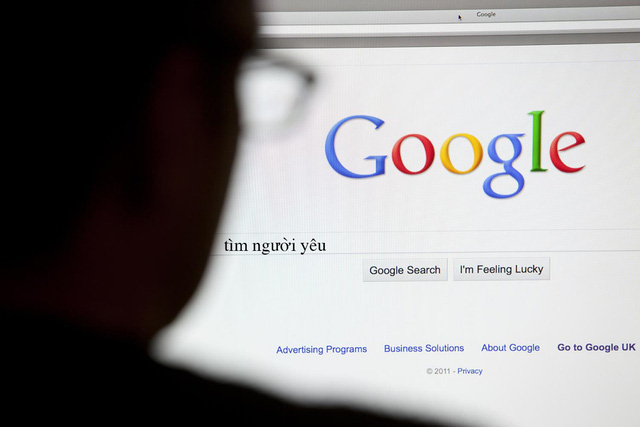 Google
Google
tìm người yêu
Google Search I'm Feeling Lucky
Advertising Programs Business Solutions About Google Go to Google UK
© 2011 - Privacy